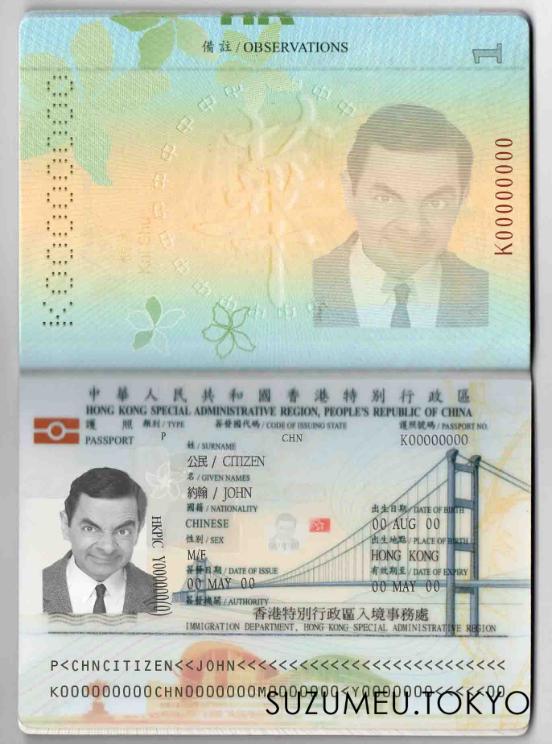 HK
備註 / OBSERVATIONS
1
K00000000
K00000000
中華人民共和國香港特別行政區
HONG KONG SPECIAL ADMINISTRATIVE REGION, PEOPLE'S REPUBLIC OF CHINA
護照 類別 / TYPE 簽發國代碼 / CODE OF ISSUING STATE 護照號碼 / PASSPORT NO.
PASSPORT P CHN K00000000
姓 / SURNAME
公民 / CITIZEN
名 / GIVEN NAMES
約翰 / JOHN
國籍 / NATIONALITY 出生日期 / DATE OF BIRTH
CHINESE 00 AUG 00
性別 / SEX 出生地點 / PLACE OF BIRTH
M/F HONG KONG
簽發日期 / DATE OF ISSUE 有效期至 / DATE OF EXPIRY
00 MAY 00 00 MAY 00
簽發機關 / AUTHORITY
香港特別行政區入境事務處
IMMIGRATION DEPARTMENT, HONG KONG SPECIAL ADMINISTRATIVE REGION
P<CHNCITIZEN<<JOHN<<<<<<<<<<<<<<<<<<<<<<<<<<
SUZUMEU.TOKYO